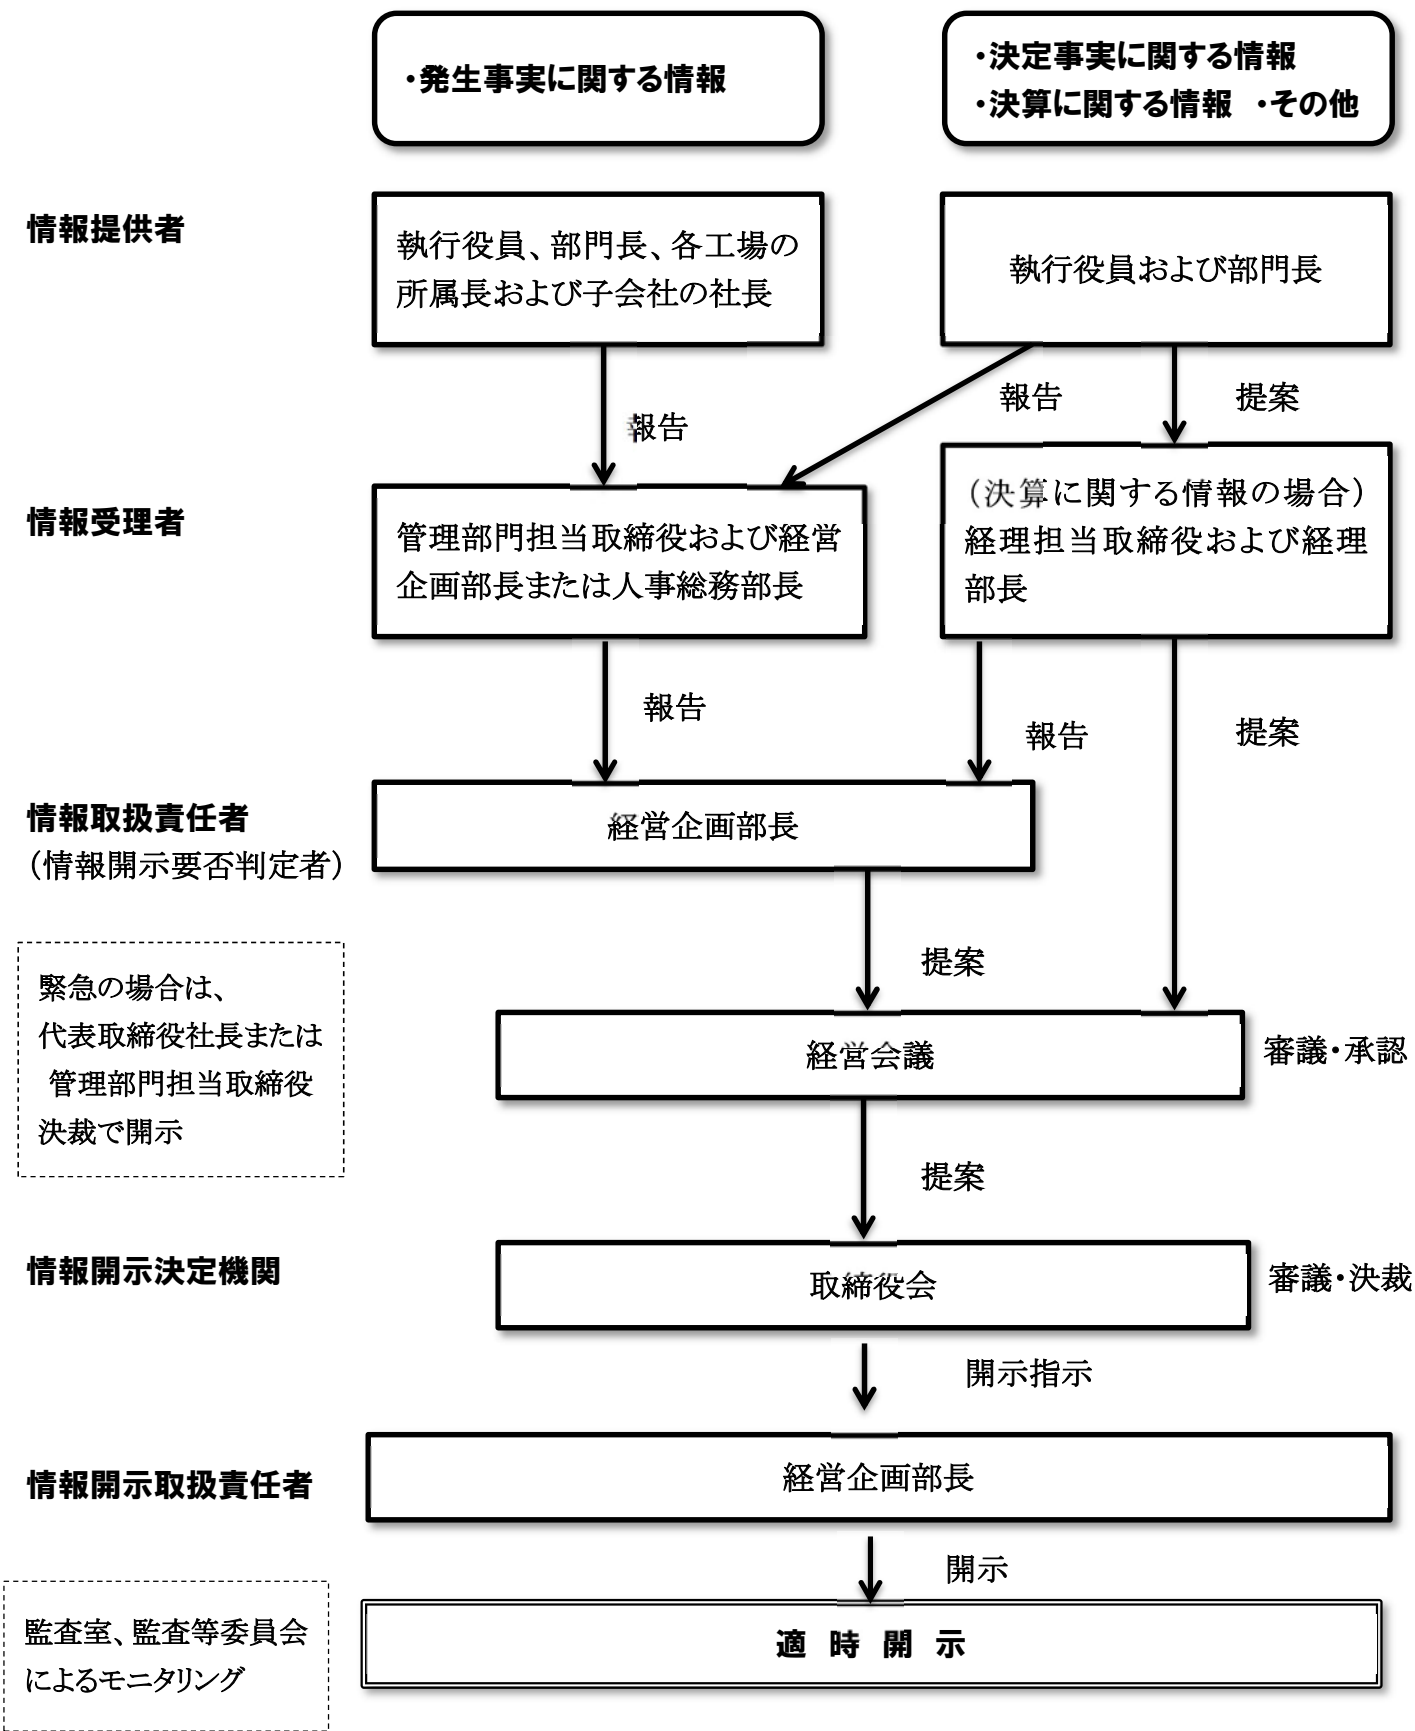 ・発生事実に関する情報
・決定事実に関する情報
・決算に関する情報　・その他
情報提供者
執行役員、部門長、各工場の
所属長および子会社の社長
執行役員および部門長
報告
報告
提案
情報受理者
管理部門担当取締役および経営
企画部長または人事総務部長
（決算に関する情報の場合）
経理担当取締役および経理
部長
報告
報告
提案
情報取扱責任者
（情報開示要否判定者）
経営企画部長
提案
緊急の場合は、
代表取締役社長または
管理部門担当取締役
決裁で開示
経営会議
審議・承認
提案
情報開示決定機関
取締役会
審議・決裁
開示指示
情報開示取扱責任者
経営企画部長
開示
監査室、監査等委員会
によるモニタリング
適 時 開 示